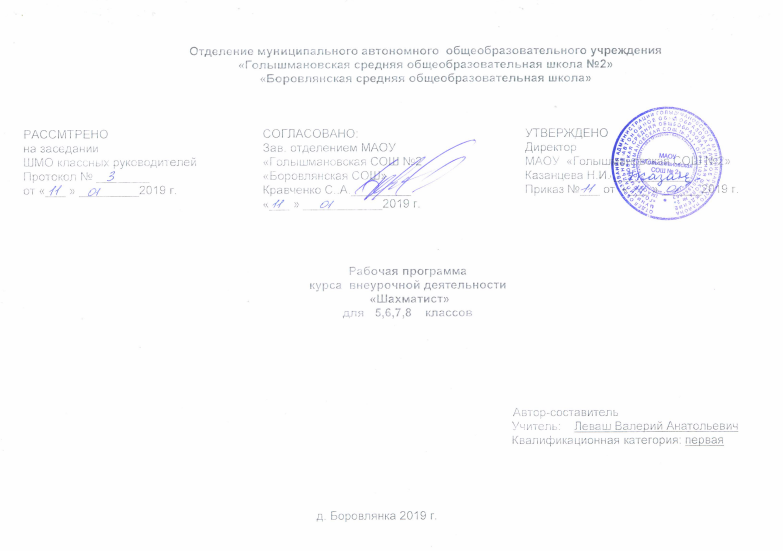 Отделение муниципального автономного общеобразовательного учреждения
«Голышмановская средняя общеобразовательная школа №2»
«Боровлянская средняя общеобразовательная школа»
РАССМТРЕНО
на заседании
ШМО классных руководителей
Протокол № 3
от « 11 » 01 2019 г.
СОГЛАСОВАНО:
Зав. отделением МАОУ
«Голышмановская СОШ №2»
«Боровлянская СОШ»
Кравченко С. А.
« 11 » 01 2019 г.
УТВЕРЖДЕНО
Директор
МАОУ «Голышмановская СОШ №2»
Казанцева Н.И.
Приказ № 11 от 2019 г.
МАОУ
СОШ №2
Рабочая программа
курса внеурочной деятельности
«Шахматист»
для 5,6,7,8 классов
Автор-составитель
Учитель: Леваш Валерий Анатольевич
Квалификационная категория: первая
д. Боровлянка 2019 г.